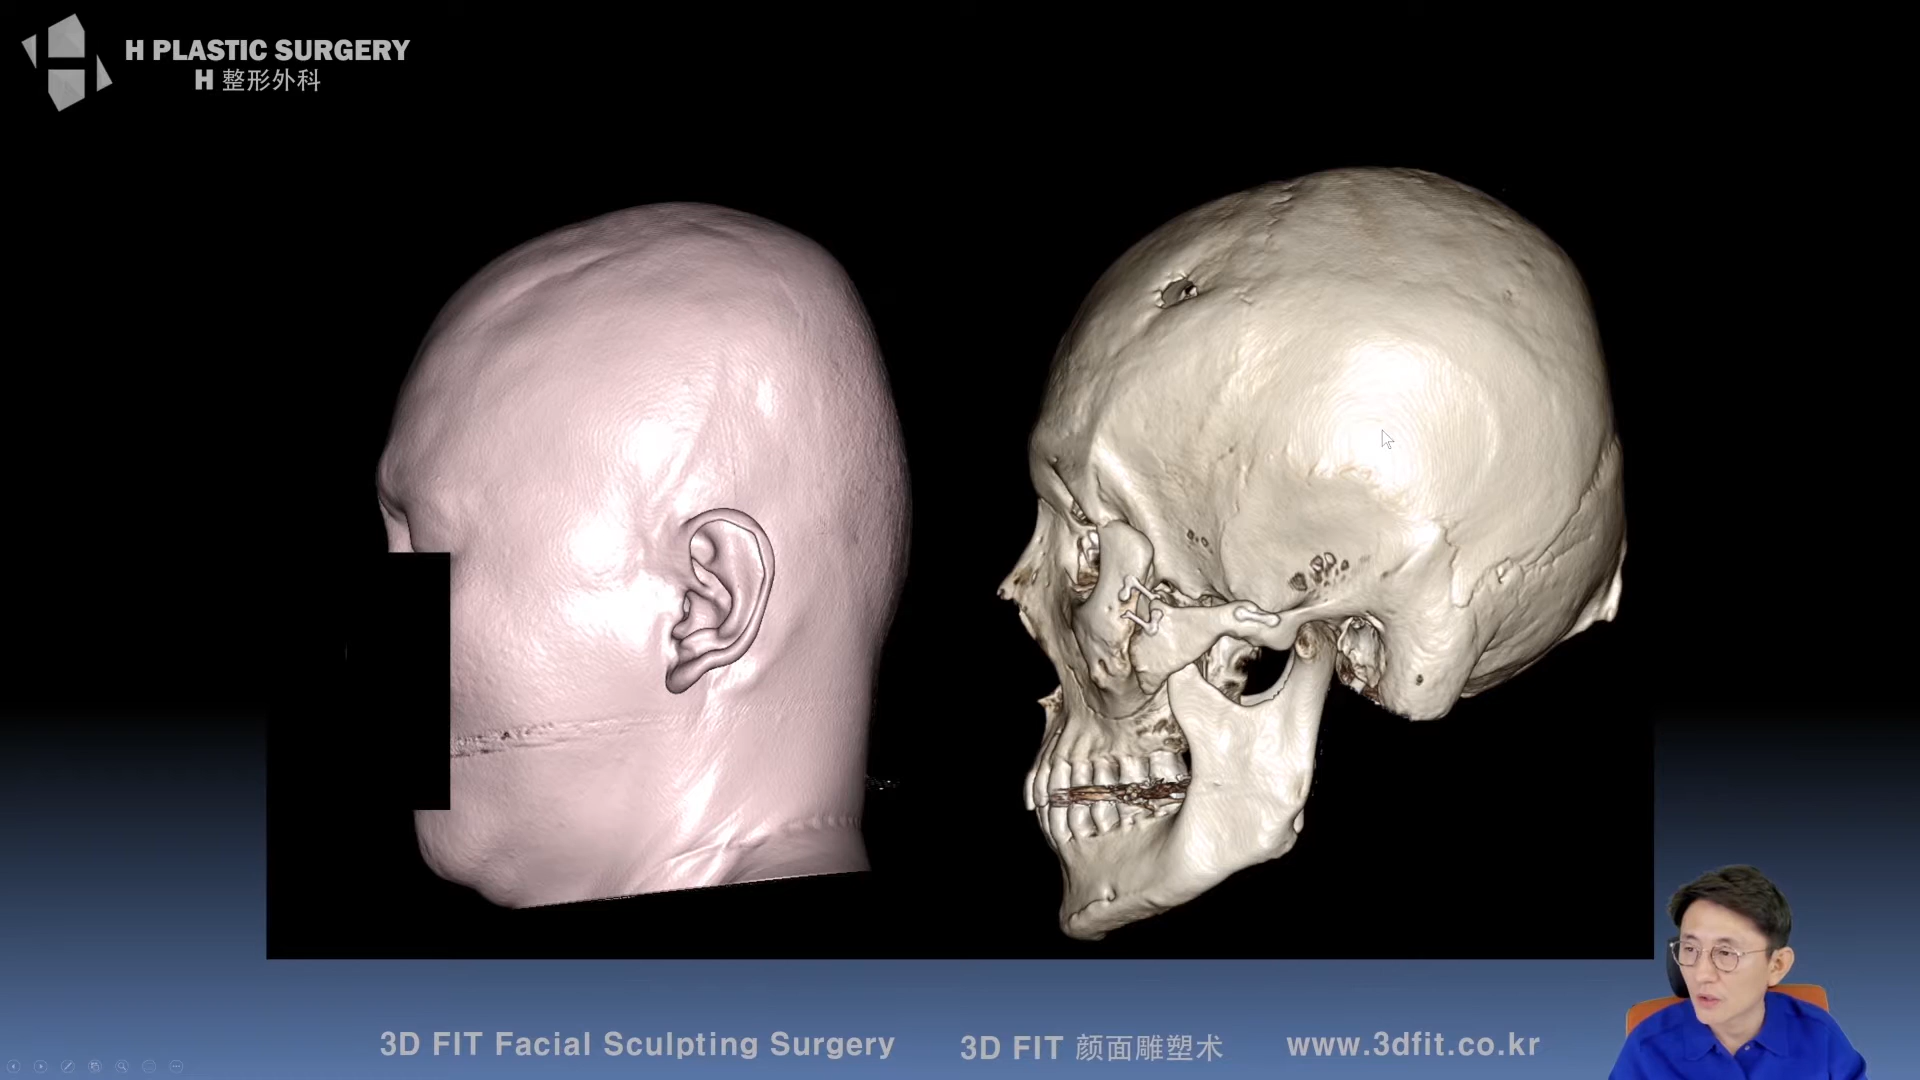 H PLASTIC SURGERY
H 整形外科
3D FIT Facial Sculpting Surgery 3D FIT 颜面雕塑术 www.3dfit.co.kr